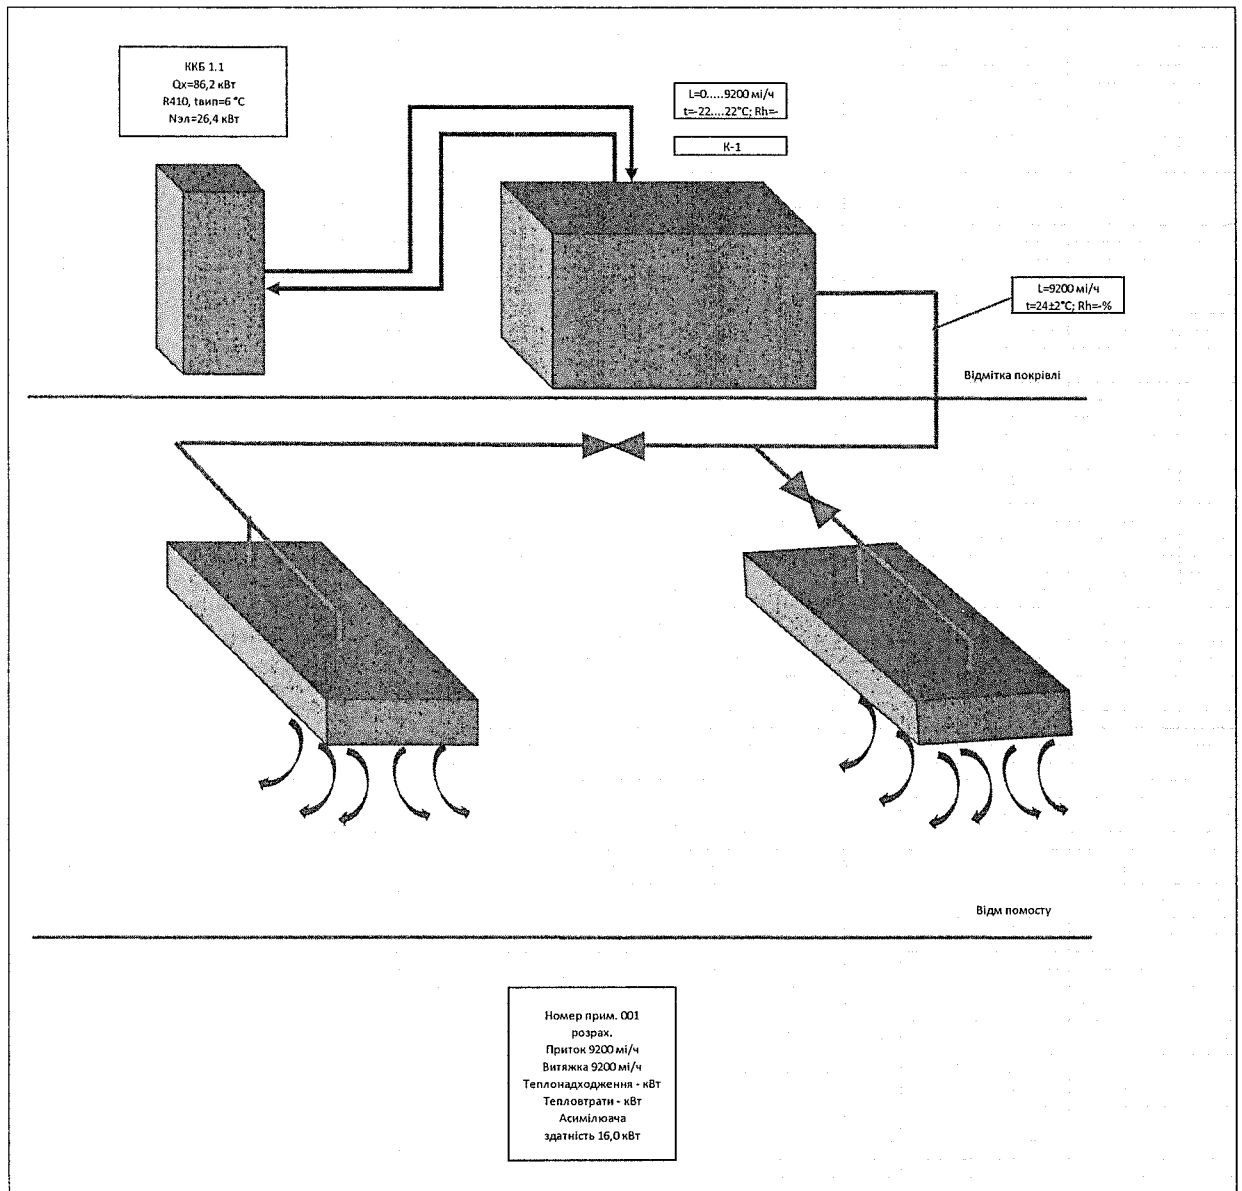 ККБ 1.1
Qх=86,2 кВт
R410, tвип=6 °С
Nэл=26,4 кВт
L=0.....9200 мі/ч
t=-22....22°С; Rh=-
К-1
L=9200 мі/ч
t=24±2°С; Rh=-%
Відмітка покрівлі
Відм помосту
Номер прим. 001
розрах.
Приток 9200 мі/ч
Витяжка 9200 мі/ч
Теплонадходження - кВт
Тепловтрати - кВт
Асимілююча
здатність 16,0 кВт